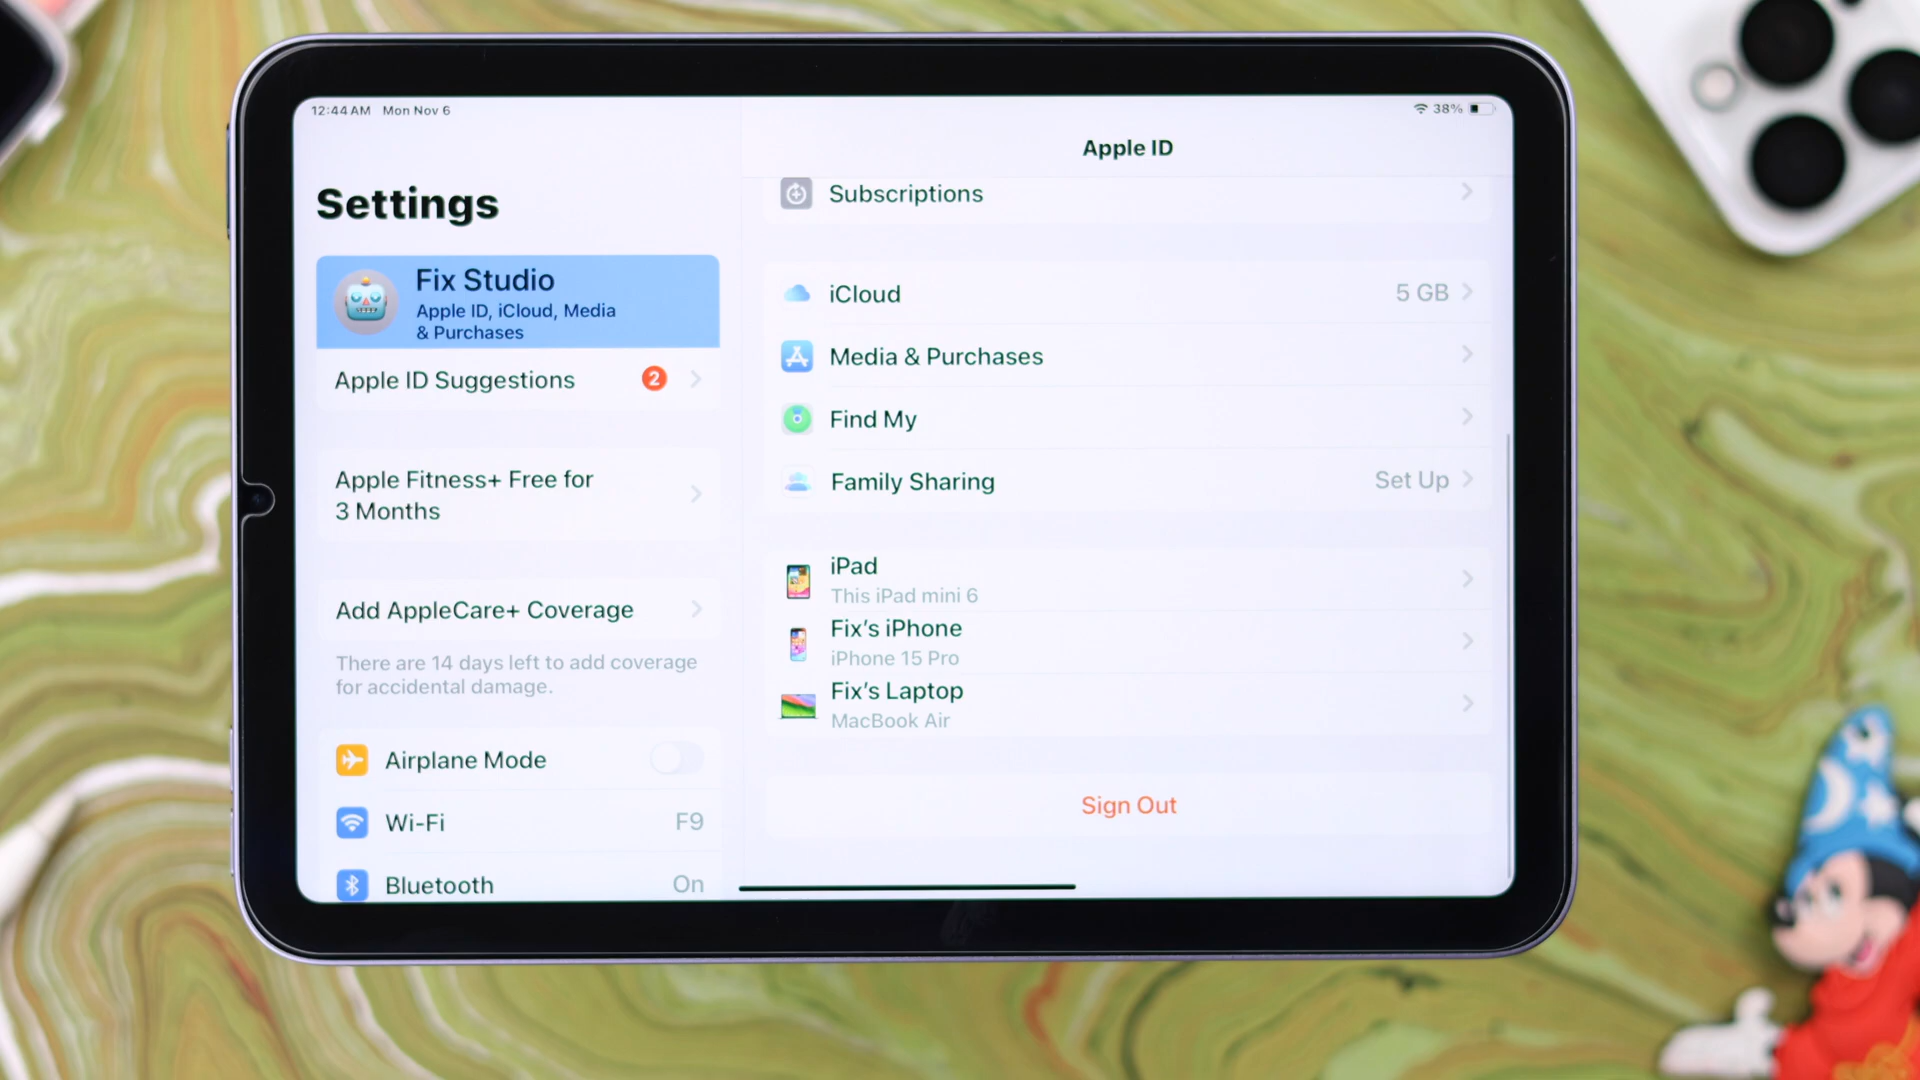 12:44 AM Mon Nov 6
38%
Settings
Fix Studio
Apple ID, iCloud, Media
& Purchases
Apple ID Suggestions
2
Apple Fitness+ Free for
3 Months
Add AppleCare+ Coverage
There are 14 days left to add coverage
for accidental damage.
Airplane Mode
Wi-Fi
F9
Bluetooth
On
Apple ID
Subscriptions
iCloud
5 GB
Media & Purchases
Find My
Family Sharing
Set Up
iPad
This iPad mini 6
Fix's iPhone
iPhone 15 Pro
Fix's Laptop
MacBook Air
Sign Out